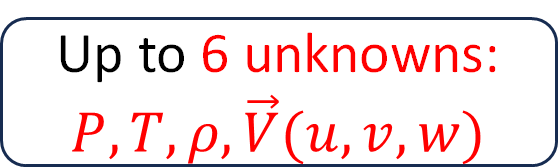 Up to 6 unknowns:
𝑃, 𝑇, 𝜌, 𝑉⃗(𝑢, 𝑣, 𝑤)